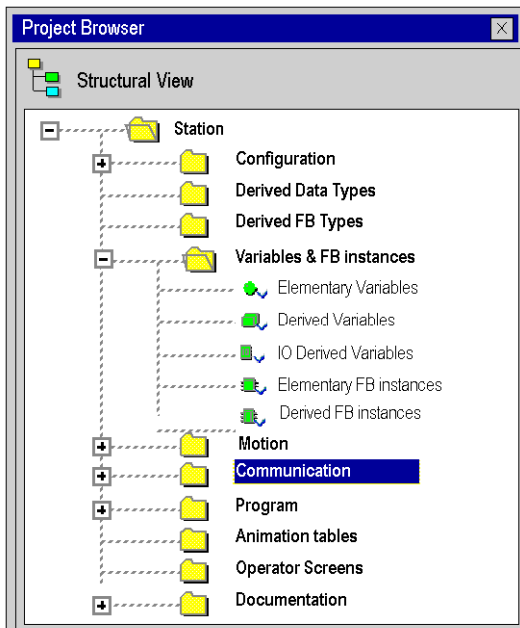 Project Browser
Structural View
Station
Configuration
Derived Data Types
Derived FB Types
Variables & FB instances
Elementary Variables
Derived Variables
IO Derived Variables
Elementary FB instances
Derived FB instances
Motion
Communication
Program
Animation tables
Operator Screens
Documentation